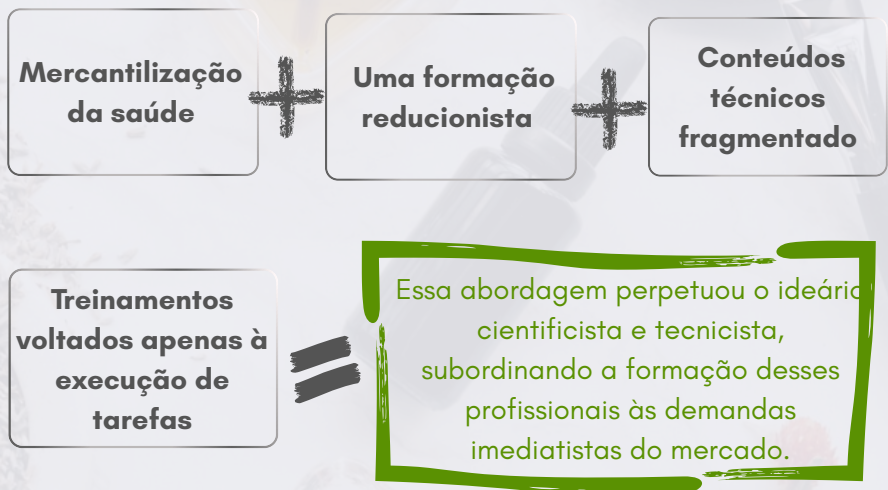 Mercantilização
da saúde
+
Uma formação
reducionista
+
Conteúdos
técnicos
fragmentado
Treinamentos
voltados apenas à
execução de
tarefas
=
Essa abordagem perpetuou o ideário
cientificista e tecnicista,
subordinando a formação desses
profissionais às demandas
imediatistas do mercado.